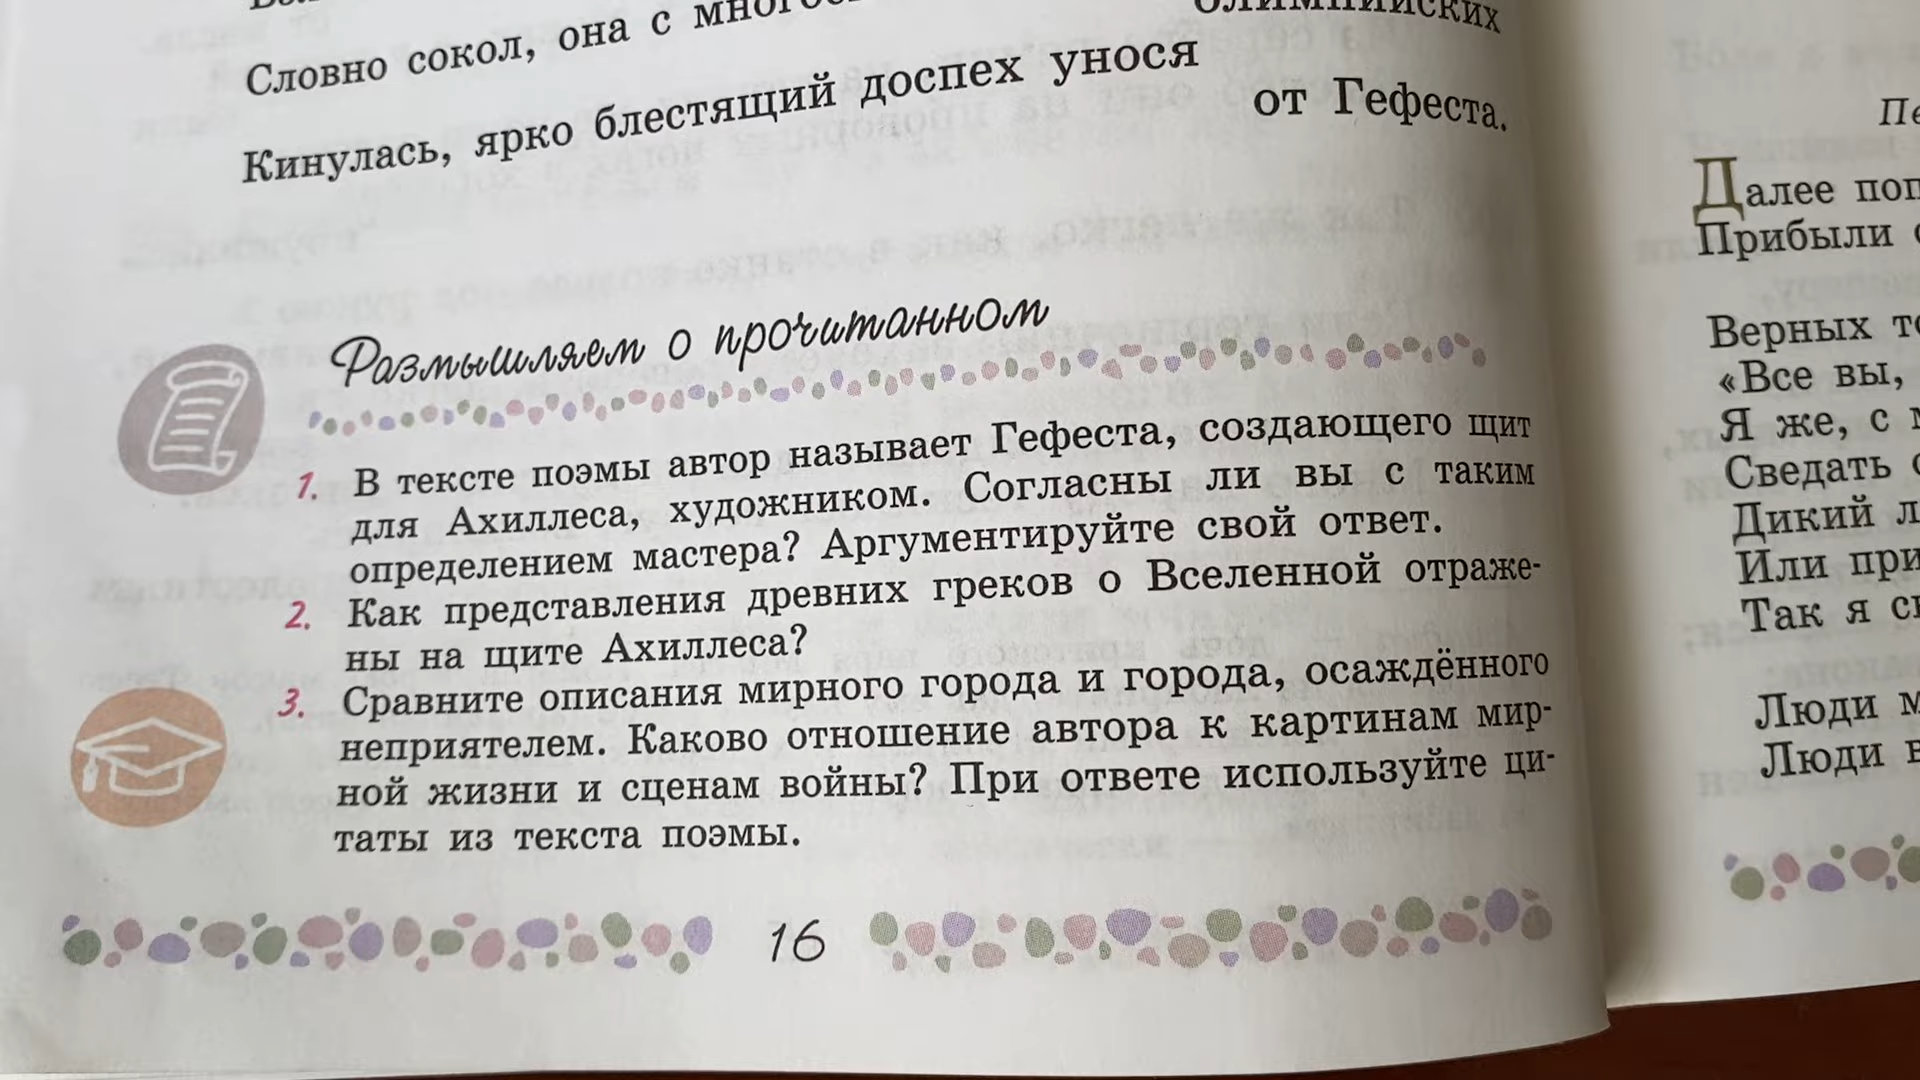 Словно сокол, она с
олимпийских
Кинулась, ярко блестящий доспех унося
от Гефеста.
Размышляем о прочитанном
1. В тексте поэмы автор называет Гефеста, создающего щит
для Ахиллеса, художником. Согласны ли вы с таким
определением мастера? Аргументируйте свой ответ.
2. Как представления древних греков о Вселенной отраже-
ны на щите Ахиллеса?
3. Сравните описания мирного города и города, осаждённого
неприятелем. Каково отношение автора к картинам мир-
ной жизни и сценам войны? При ответе используйте ци-
таты из текста поэмы.
16
Далее
Прибыли
Верных
«Все вы,
Я же, с
Сведать
Дикий
Или
Так я
Люди
Люди